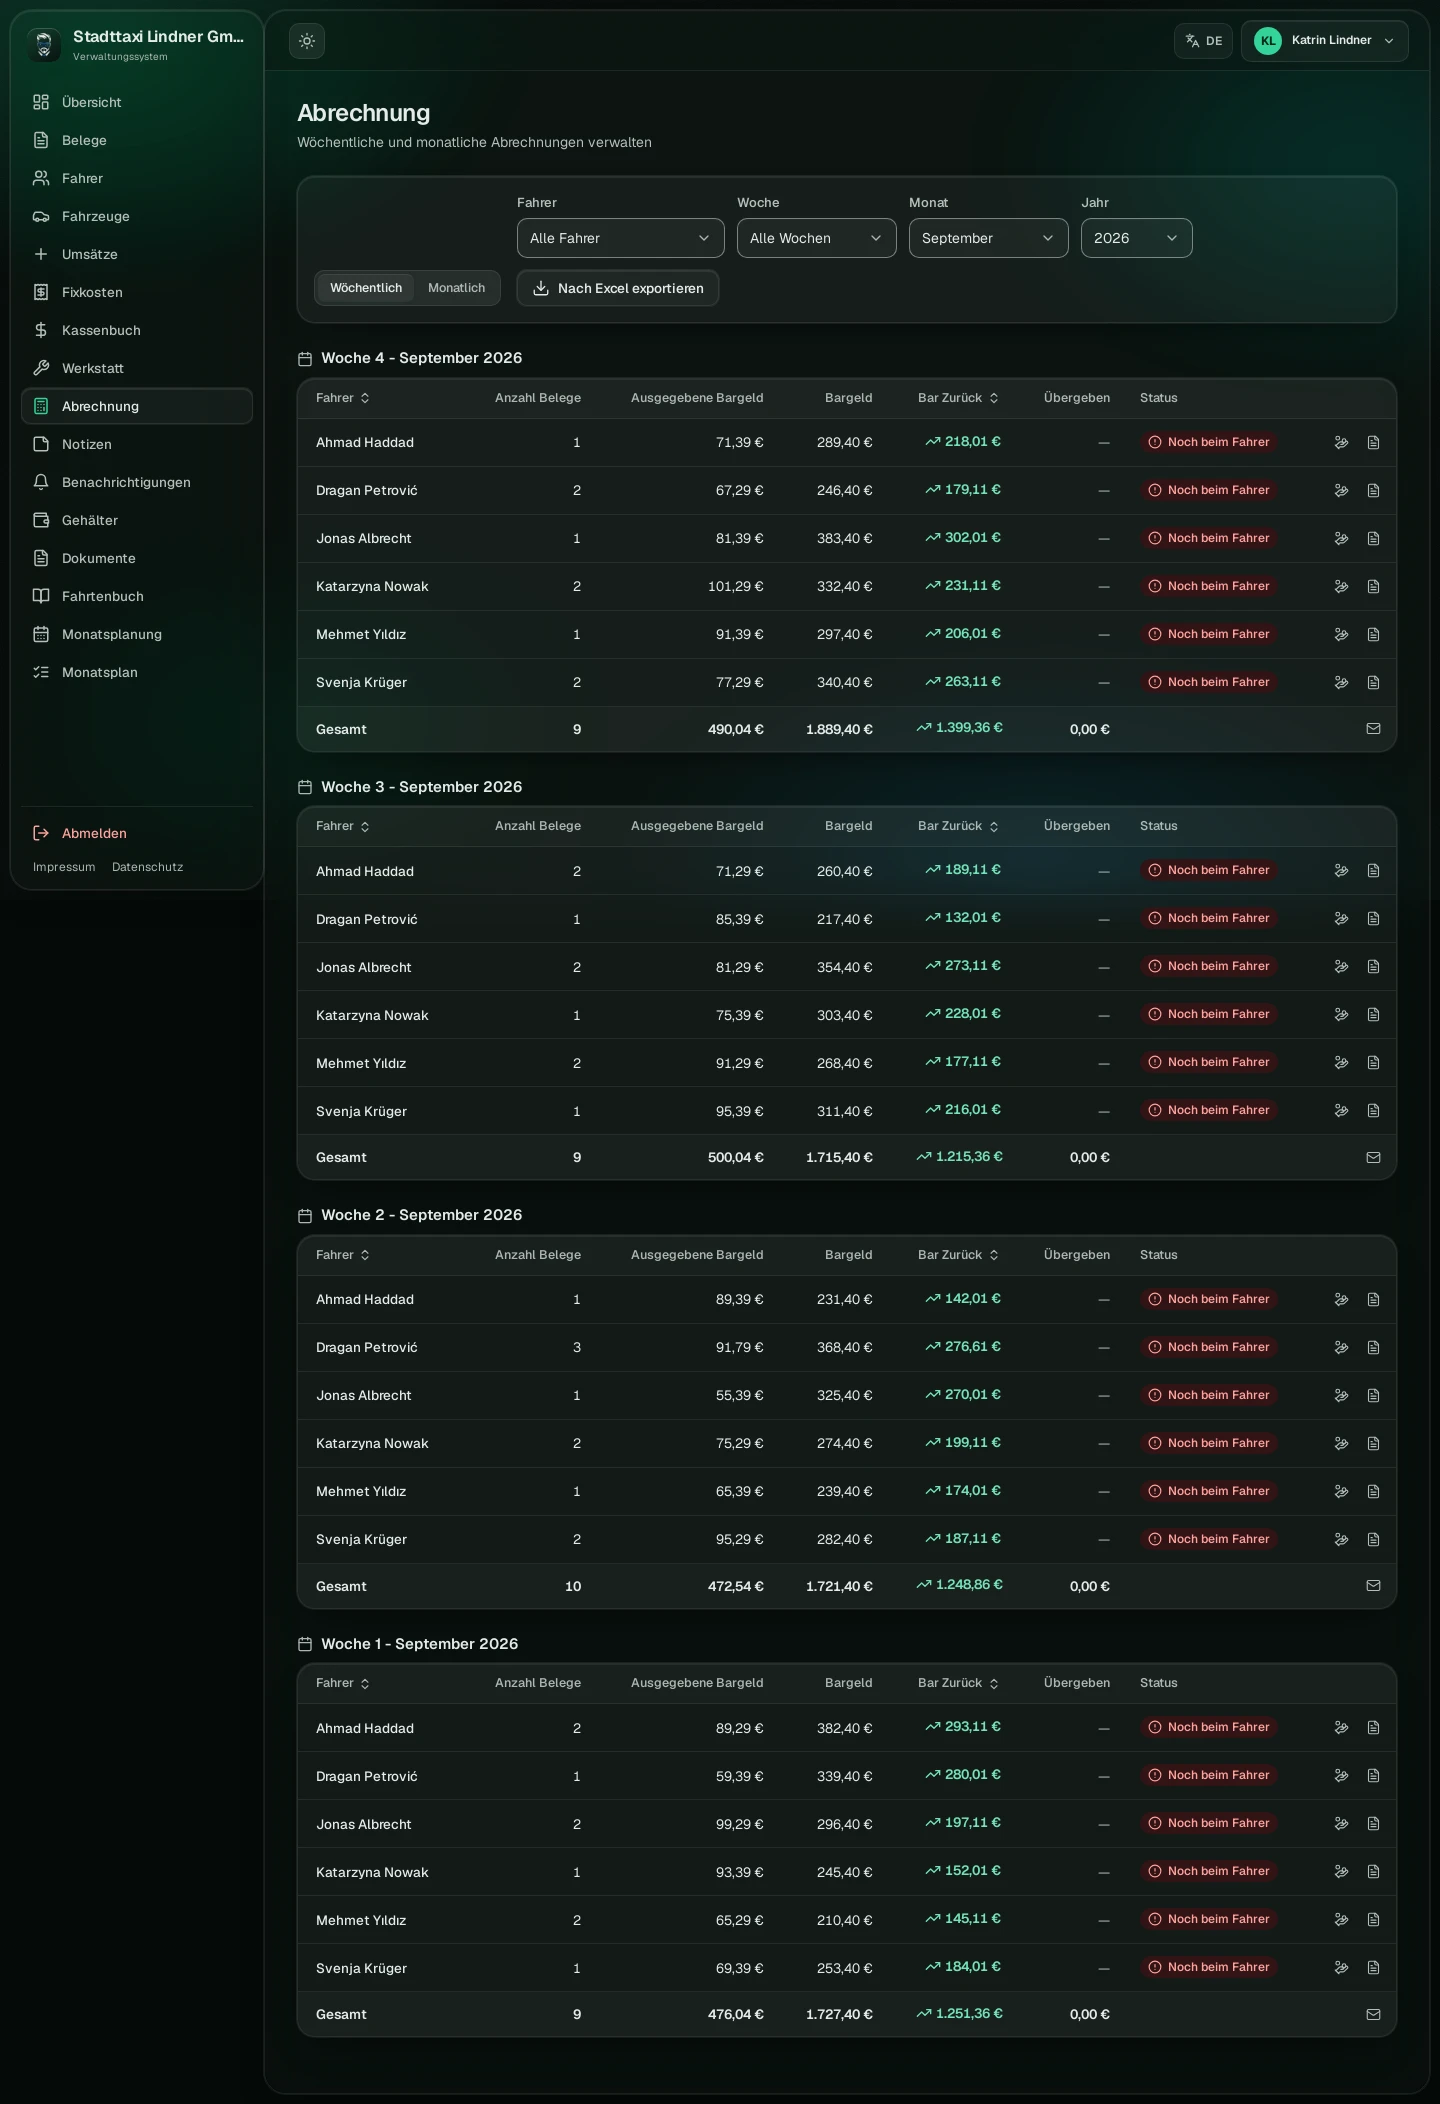 Stadttaxi Lindner Gm...
Verwaltungssystem
Übersicht
Belege
Fahrer
Fahrzeuge
Umsätze
Fixkosten
Kassenbuch
Werkstatt
Abrechnung
Notizen
Benachrichtigungen
Gehälter
Dokumente
Fahrtenbuch
Monatsplanung
Monatsplan
Abmelden
Impressum Datenschutz
DE KL Katrin Lindner
Abrechnung
Wöchentliche und monatliche Abrechnungen verwalten
Fahrer Woche Monat Jahr
Alle Fahrer Alle Wochen September 2026
Wöchentlich Monatlich Nach Excel exportieren
Woche 4 - September 2026
Fahrer Anzahl Belege Ausgegebene Bargeld Bargeld Bar Zurück Übergeben Status
Ahmad Haddad 1 71,39 € 289,40 € 218,01 € — Noch beim Fahrer
Dragan Petrović 2 67,29 € 246,40 € 179,11 € — Noch beim Fahrer
Jonas Albrecht 1 81,39 € 383,40 € 302,01 € — Noch beim Fahrer
Katarzyna Nowak 2 101,29 € 332,40 € 231,11 € — Noch beim Fahrer
Mehmet Yıldız 1 91,39 € 297,40 € 206,01 € — Noch beim Fahrer
Svenja Krüger 2 77,29 € 340,40 € 263,11 € — Noch beim Fahrer
Gesamt 9 490,04 € 1.889,40 € 1.399,36 € 0,00 €
Woche 3 - September 2026
Fahrer Anzahl Belege Ausgegebene Bargeld Bargeld Bar Zurück Übergeben Status
Ahmad Haddad 2 71,29 € 260,40 € 189,11 € — Noch beim Fahrer
Dragan Petrović 1 85,39 € 217,40 € 132,01 € — Noch beim Fahrer
Jonas Albrecht 2 81,29 € 354,40 € 273,11 € — Noch beim Fahrer
Katarzyna Nowak 1 75,39 € 303,40 € 228,01 € — Noch beim Fahrer
Mehmet Yıldız 2 91,29 € 268,40 € 177,11 € — Noch beim Fahrer
Svenja Krüger 1 95,39 € 311,40 € 216,01 € — Noch beim Fahrer
Gesamt 9 500,04 € 1.715,40 € 1.215,36 € 0,00 €
Woche 2 - September 2026
Fahrer Anzahl Belege Ausgegebene Bargeld Bargeld Bar Zurück Übergeben Status
Ahmad Haddad 1 89,39 € 231,40 € 142,01 € — Noch beim Fahrer
Dragan Petrović 3 91,79 € 368,40 € 276,61 € — Noch beim Fahrer
Jonas Albrecht 1 55,39 € 325,40 € 270,01 € — Noch beim Fahrer
Katarzyna Nowak 2 75,29 € 274,40 € 199,11 € — Noch beim Fahrer
Mehmet Yıldız 1 65,39 € 239,40 € 174,01 € — Noch beim Fahrer
Svenja Krüger 2 95,29 € 282,40 € 187,11 € — Noch beim Fahrer
Gesamt 10 472,54 € 1.721,40 € 1.248,86 € 0,00 €
Woche 1 - September 2026
Fahrer Anzahl Belege Ausgegebene Bargeld Bargeld Bar Zurück Übergeben Status
Ahmad Haddad 2 89,29 € 382,40 € 293,11 € — Noch beim Fahrer
Dragan Petrović 1 59,39 € 339,40 € 280,01 € — Noch beim Fahrer
Jonas Albrecht 2 99,29 € 296,40 € 197,11 € — Noch beim Fahrer
Katarzyna Nowak 1 93,39 € 245,40 € 152,01 € — Noch beim Fahrer
Mehmet Yıldız 2 65,29 € 210,40 € 145,11 € — Noch beim Fahrer
Svenja Krüger 1 69,39 € 253,40 € 184,01 € — Noch beim Fahrer
Gesamt 9 476,04 € 1.727,40 € 1.251,36 € 0,00 €